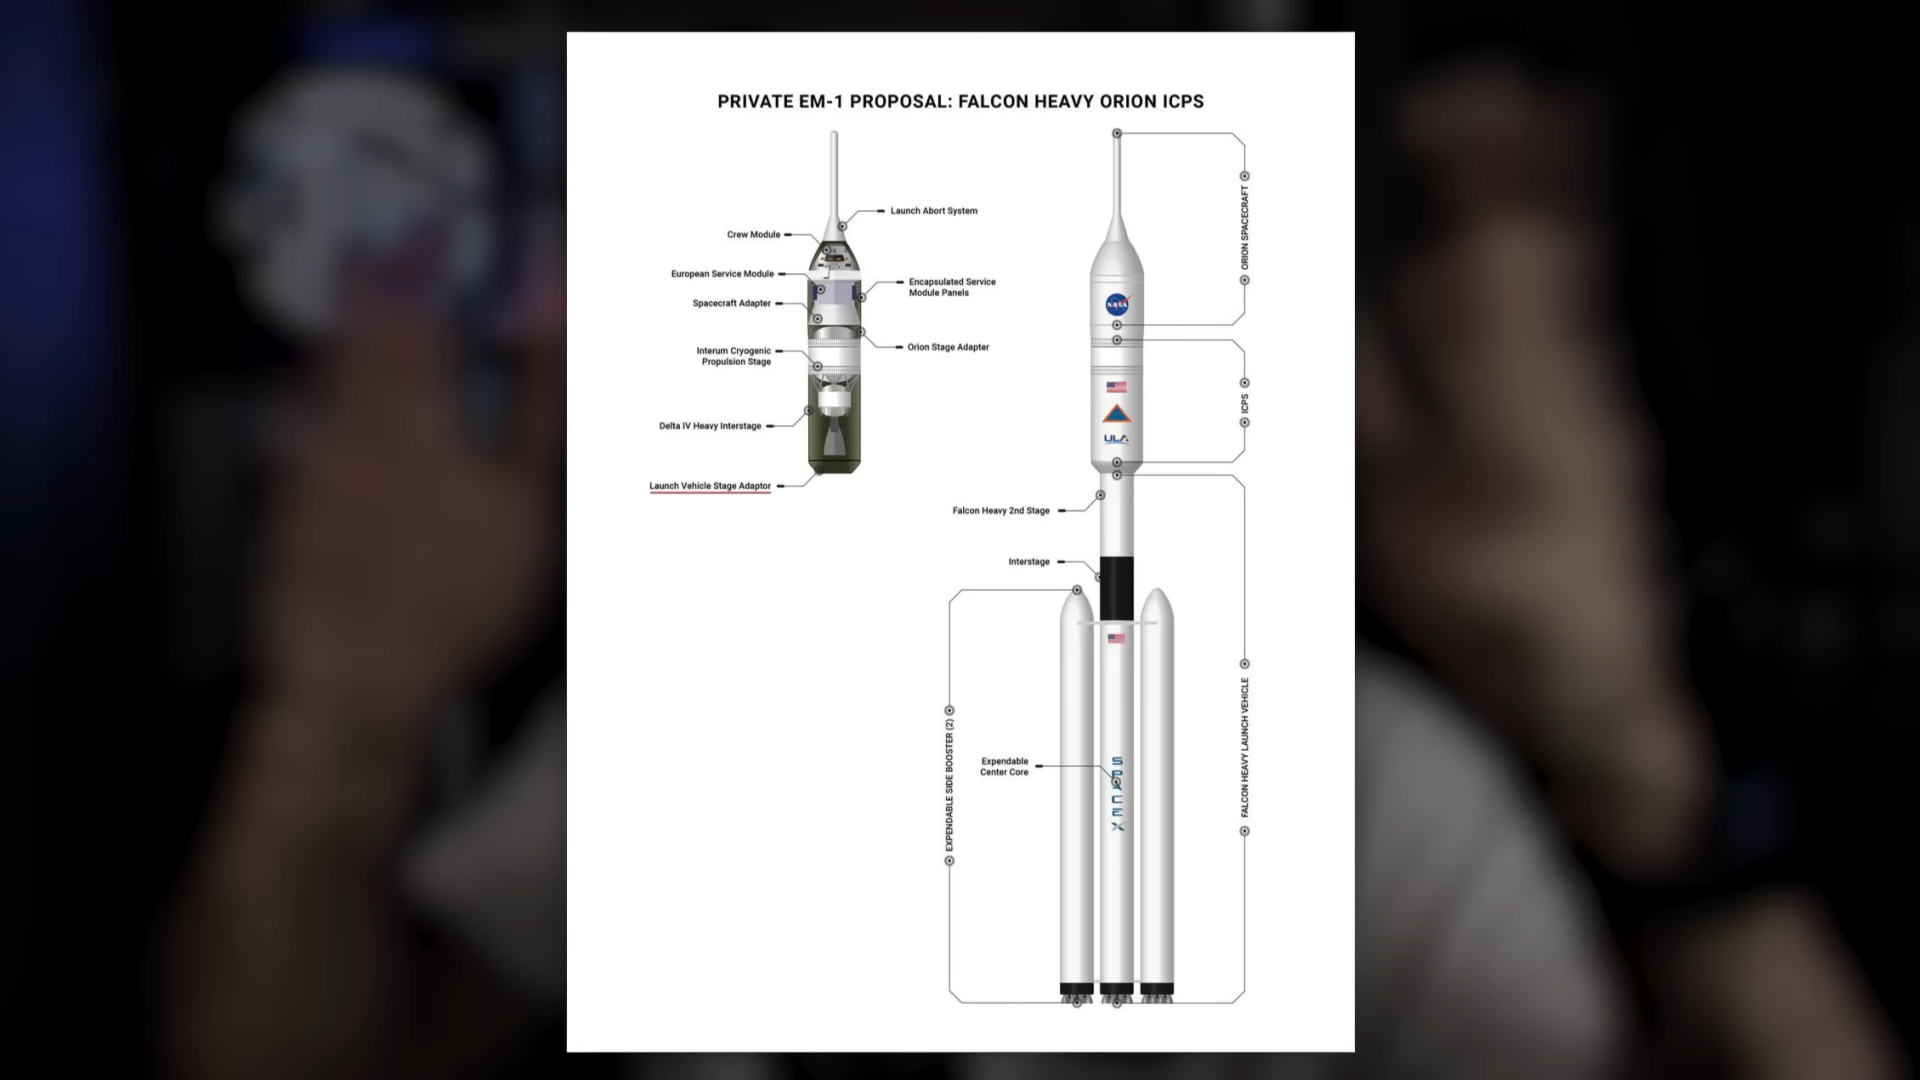 PRIVATE EM-1 PROPOSAL: FALCON HEAVY ORION ICPS
Launch Abort System
Crew Module
European Service Module
Encapsulated Service
Module Panels
Spacecraft Adapter
Orion Stage Adapter
Interum Cryogenic
Propulsion Stage
Delta IV Heavy Interstage
Launch Vehicle Stage Adaptor
ORION SPACECRAFT
NASA
ICPS
ULA
Falcon Heavy 2nd Stage
Interstage
EXPENDABLE SIDE BOOSTER (2)
Expendable
Center Core
SPACEX
FALCON HEAVY LAUNCH VEHICLE